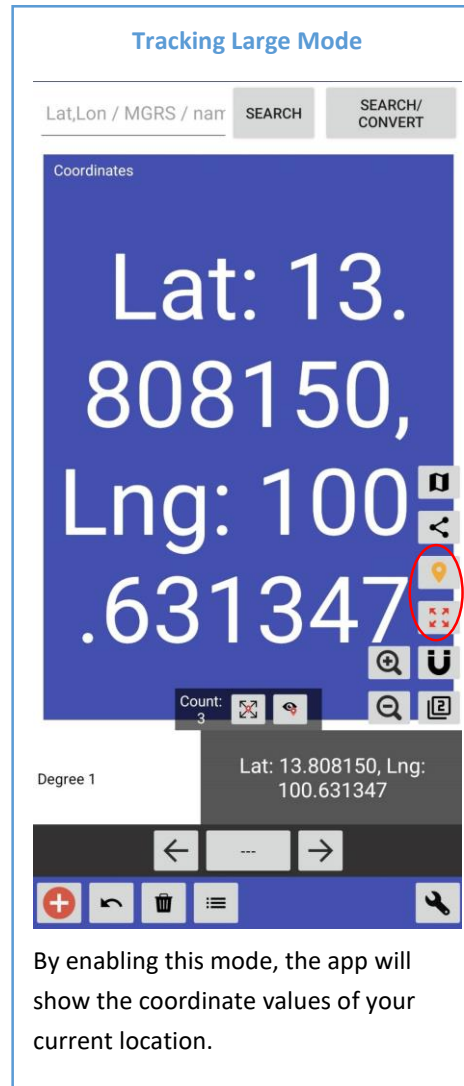 Tracking Large Mode
Lat,Lon / MGRS / nam SEARCH SEARCH/
CONVERT
Coordinates
Lat: 13.
808150,
Lng: 100
.631347
Count:
3
2
Degree 1
Lat: 13.808150, Lng:
100.631347
---
By enabling this mode, the app will
show the coordinate values of your
current location.